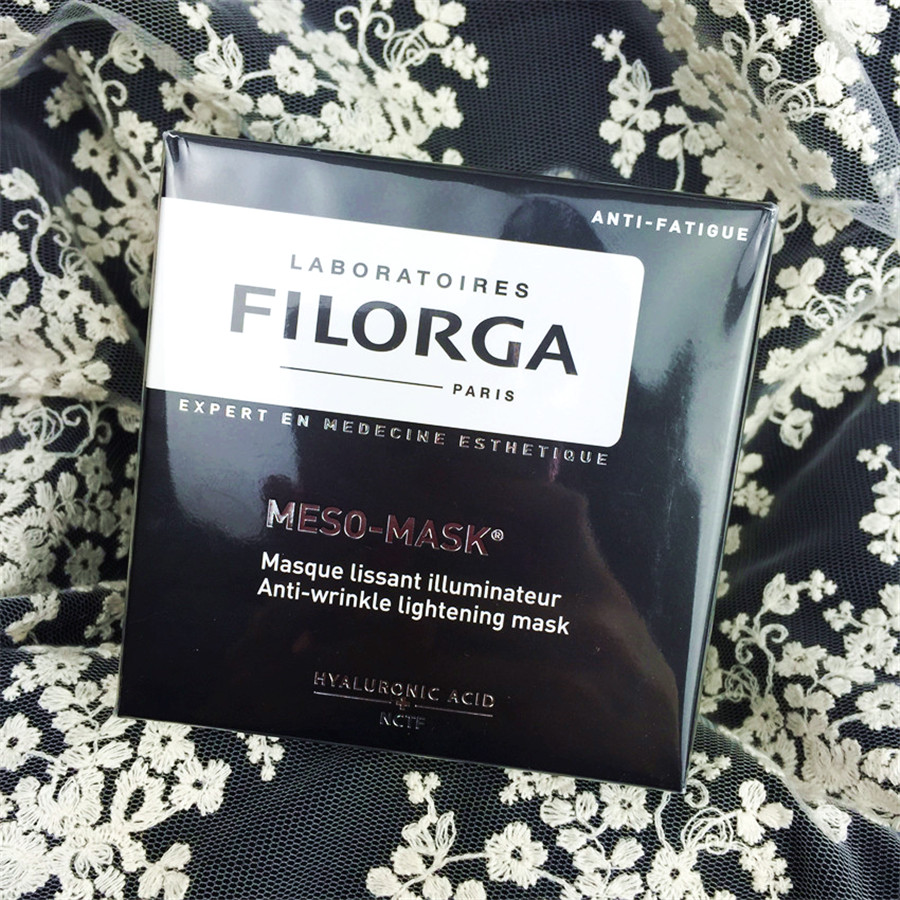 ANTI-FATIGUE
LABORATOIRES
FILORGA
PARIS
EXPERT EN MEDECINE ESTHETIQUE
MESO-MASK®
Masque lissant illuminateur
Anti-wrinkle lightening mask
HYALURONIC ACID
+
NCTF